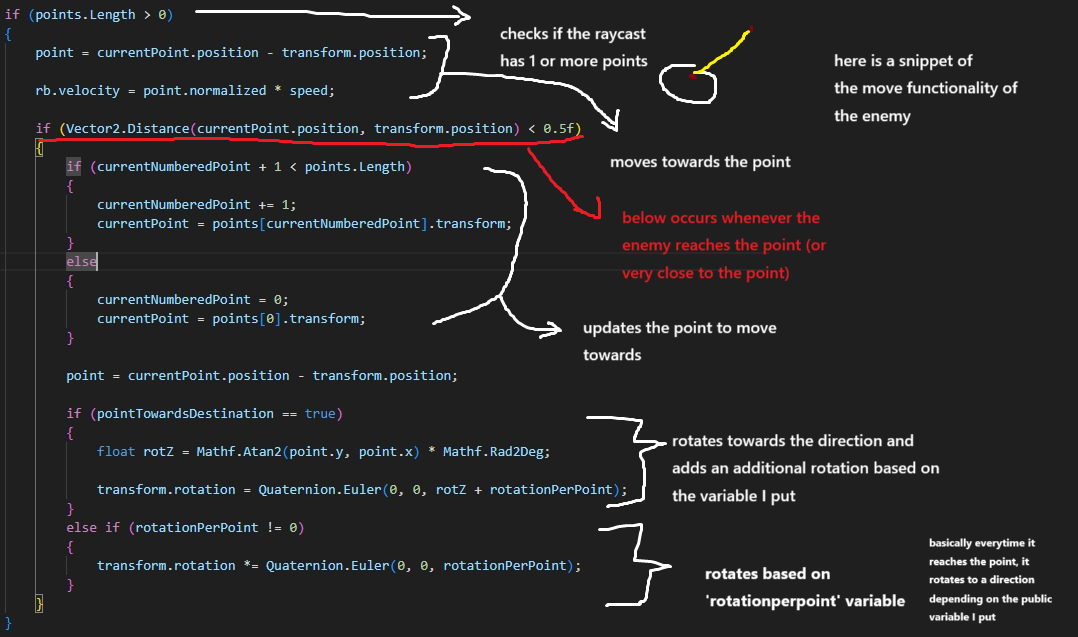 if (points.Length > 0)
{
point = currentPoint.position - transform.position;
rb.velocity = point.normalized * speed;
if (Vector2.Distance(currentPoint.position, transform.position) < 0.5f)
{
if (currentNumberedPoint + 1 < points.Length)
{
currentNumberedPoint += 1;
currentPoint = points[currentNumberedPoint].transform;
}
else
{
currentNumberedPoint = 0;
currentPoint = points[0].transform;
}
point = currentPoint.position - transform.position;
if (pointTowardsDestination == true)
{
float rotZ = Mathf.Atan2(point.y, point.x) * Mathf.Rad2Deg;
transform.rotation = Quaternion.Euler(0, 0, rotZ + rotationPerPoint);
}
else if (rotationPerPoint != 0)
{
transform.rotation *= Quaternion.Euler(0, 0, rotationPerPoint);
}
}
}
checks if the raycast
has 1 or more points
here is a snippet of
the move functionality of
the enemy
moves towards the point
below occurs whenever the
enemy reaches the point (or
very close to the point)
updates the point to move
towards
rotates towards the direction and
adds an additional rotation based on
the variable I put
rotates based on
'rotationperpoint' variable
basically everytime it
reaches the point, it
rotates to a direction
depending on the public
variable I put